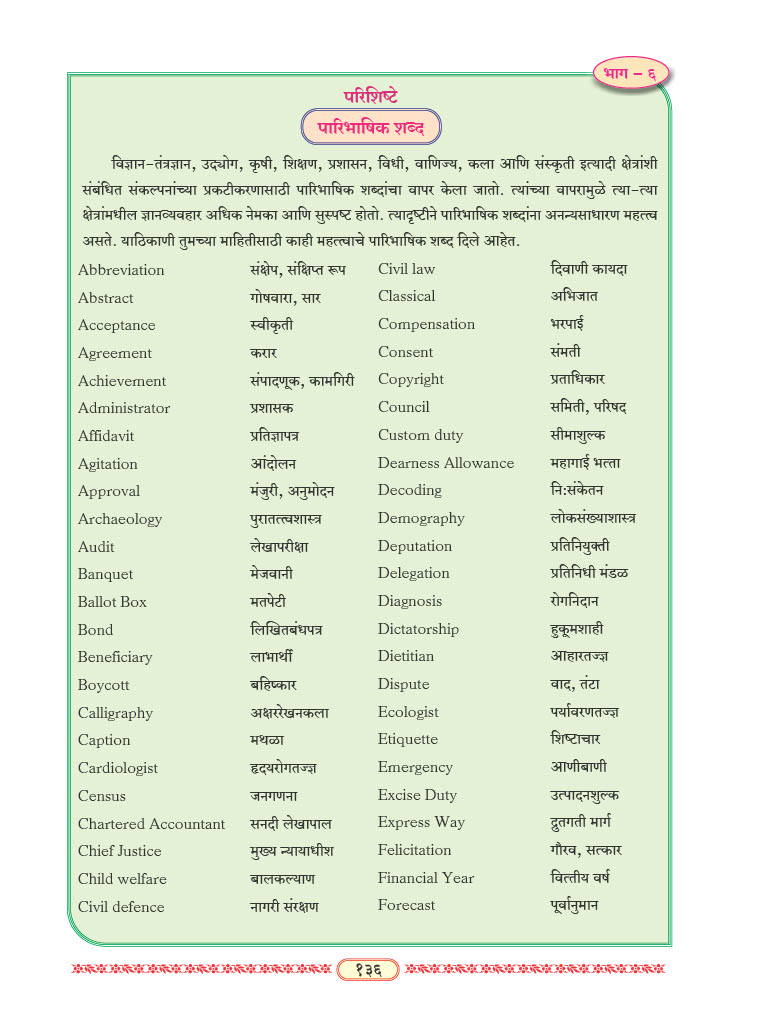 भाग – ६
परिशिष्टे
पारिभाषिक शब्द
विज्ञान-तंत्रज्ञान, उद्योग, कृषी, शिक्षण, प्रशासन, विधी, वाणिज्य, कला आणि संस्कृती इत्यादी क्षेत्रांशी
संबंधित संकल्पनांच्या प्रकटीकरणासाठी पारिभाषिक शब्दांचा वापर केला जातो. त्यांच्या वापरामुळे त्या-त्या
क्षेत्रांमधील ज्ञानव्यवहार अधिक नेमका आणि सुस्पष्ट होतो. त्यादृष्टीने पारिभाषिक शब्दांना अनन्यसाधारण महत्त्व
असते. याठिकाणी तुमच्या माहितीसाठी काही महत्त्वाचे पारिभाषिक शब्द दिले आहेत.
Abbreviation संक्षेप, संक्षिप्त रूप
Abstract गोषवारा, सार
Acceptance स्वीकृती
Agreement करार
Achievement संपादणूक, कामगिरी
Administrator प्रशासक
Affidavit प्रतिज्ञापत्र
Agitation आंदोलन
Approval मंजुरी, अनुमोदन
Archaeology पुरातत्त्वशास्त्र
Audit लेखापरीक्षा
Banquet मेजवानी
Ballot Box मतपेटी
Bond लिखितबंधपत्र
Beneficiary लाभार्थी
Boycott बहिष्कार
Calligraphy अक्षररेखनकला
Caption मथळा
Cardiologist हृदयरोगतज्ज्ञ
Census जनगणना
Chartered Accountant सनदी लेखापाल
Chief Justice मुख्य न्यायाधीश
Child welfare बालकल्याण
Civil defence नागरी संरक्षण
Civil law दिवाणी कायदा
Classical अभिजात
Compensation भरपाई
Consent संमती
Copyright प्रताधिकार
Council समिती, परिषद
Custom duty सीमाशुल्क
Dearness Allowance महागाई भत्ता
Decoding नि:संकेतन
Demography लोकसंख्याशास्त्र
Deputation प्रतिनियुक्ती
Delegation प्रतिनिधी मंडळ
Diagnosis रोगनिदान
Dictatorship हुकूमशाही
Dietitian आहारतज्ज्ञ
Dispute वाद, तंटा
Ecologist पर्यावरणतज्ज्ञ
Etiquette शिष्टाचार
Emergency आणीबाणी
Excise Duty उत्पादनशुल्क
Express Way द्रुतगती मार्ग
Felicitation गौरव, सत्कार
Financial Year वित्तीय वर्ष
Forecast पूर्वानुमान
१३६